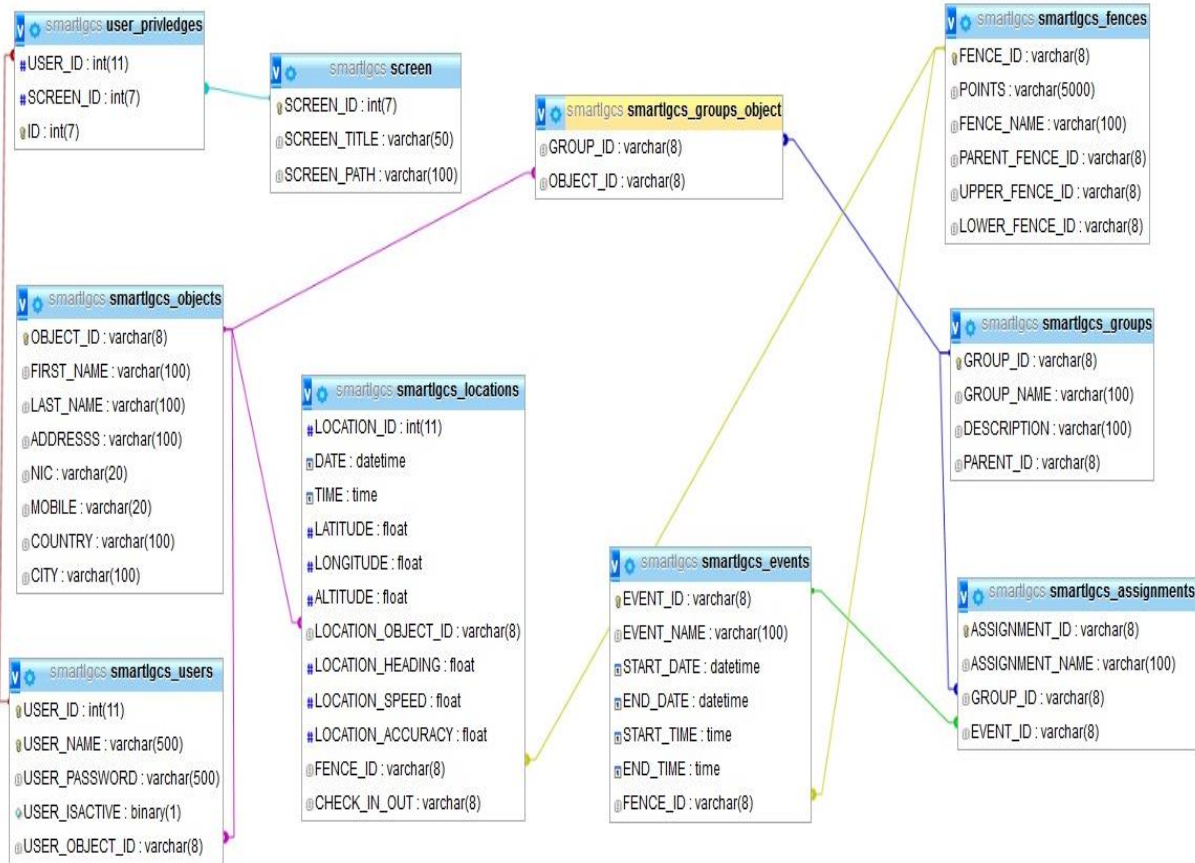 smartlgcs user_priviledges
USER_ID : int(11)
SCREEN_ID : int(7)
ID : int(7)
smartlgcs screen
SCREEN_ID : int(7)
SCREEN_TITLE : varchar(50)
SCREEN_PATH : varchar(100)
smartlgcs smartlgcs_groups_object
GROUP_ID : varchar(8)
OBJECT_ID : varchar(8)
smartlgcs smartlgcs_fences
FENCE_ID : varchar(8)
POINTS : varchar(5000)
FENCE_NAME : varchar(100)
PARENT_FENCE_ID : varchar(8)
UPPER_FENCE_ID : varchar(8)
LOWER_FENCE_ID : varchar(8)
smartlgcs smartlgcs_objects
OBJECT_ID : varchar(8)
FIRST_NAME : varchar(100)
LAST_NAME : varchar(100)
ADDRESSS : varchar(100)
NIC : varchar(20)
MOBILE : varchar(20)
COUNTRY : varchar(100)
CITY : varchar(100)
smartlgcs smartlgcs_locations
LOCATION_ID : int(11)
DATE : datetime
TIME : time
LATITUDE : float
LONGITUDE : float
ALTITUDE : float
LOCATION_OBJECT_ID : varchar(8)
LOCATION_HEADING : float
LOCATION_SPEED : float
LOCATION_ACCURACY : float
FENCE_ID : varchar(8)
CHECK_IN_OUT : varchar(8)
smartlgcs smartlgcs_groups
GROUP_ID : varchar(8)
GROUP_NAME : varchar(100)
DESCRIPTION : varchar(100)
PARENT_ID : varchar(8)
smartlgcs smartlgcs_events
EVENT_ID : varchar(8)
EVENT_NAME : varchar(100)
START_DATE : datetime
END_DATE : datetime
START_TIME : time
END_TIME : time
FENCE_ID : varchar(8)
smartlgcs smartlgcs_assignments
ASSIGNMENT_ID : varchar(8)
ASSIGNMENT_NAME : varchar(100)
GROUP_ID : varchar(8)
EVENT_ID : varchar(8)
smartlgcs smartlgcs_users
USER_ID : int(11)
USER_NAME : varchar(500)
USER_PASSWORD : varchar(500)
USER_ISACTIVE : binary(1)
USER_OBJECT_ID : varchar(8)